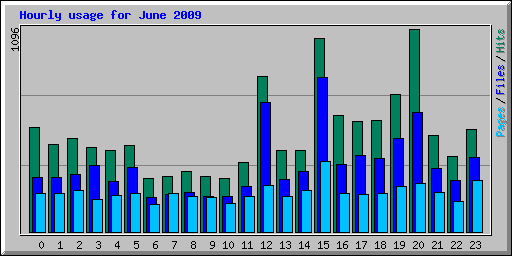 Hourly usage for June 2009
1096
Pages / Files / Hits
0 1 2 3 4 5 6 7 8 9 10 11 12 13 14 15 16 17 18 19 20 21 22 23